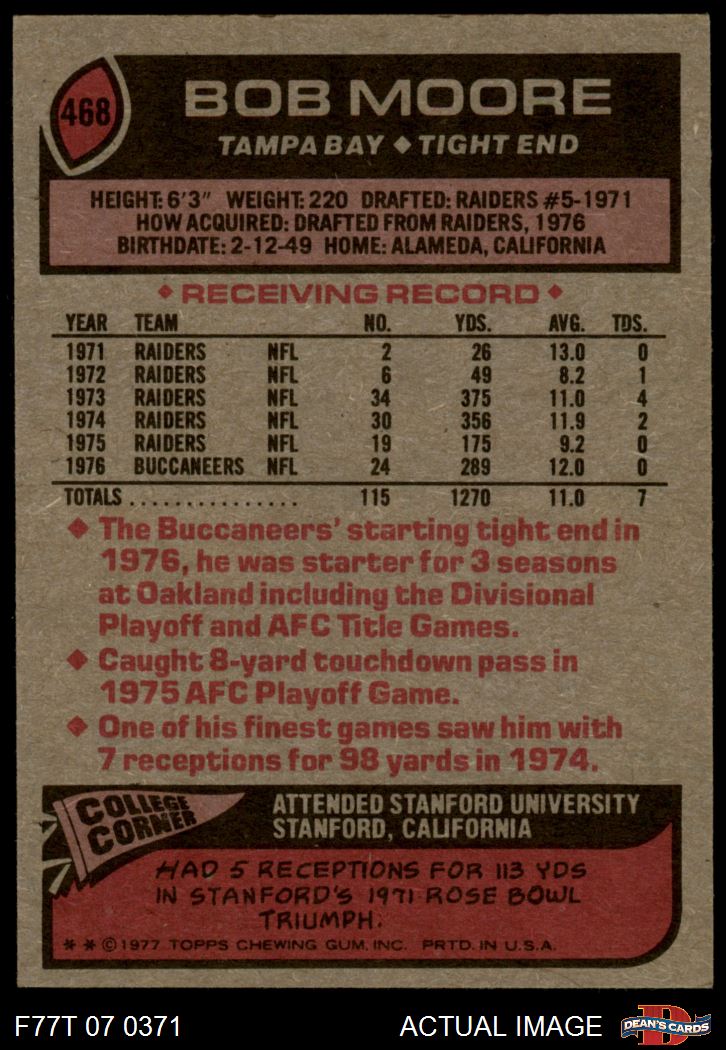 468
BOB MOORE
TAMPA BAY ◆ TIGHT END
HEIGHT: 6'3" WEIGHT: 220 DRAFTED: RAIDERS #5-1971
HOW ACQUIRED: DRAFTED FROM RAIDERS, 1976
BIRTHDATE: 2-12-49 HOME: ALAMEDA, CALIFORNIA
◆ RECEIVING RECORD ◆
YEAR TEAM NO. YDS. AVG. TDS.
1971 RAIDERS NFL 2 26 13.0 0
1972 RAIDERS NFL 6 49 8.2 1
1973 RAIDERS NFL 34 375 11.0 4
1974 RAIDERS NFL 30 356 11.9 2
1975 RAIDERS NFL 19 175 9.2 0
1976 BUCCANEERS NFL 24 289 12.0 0
TOTALS ............... 115 1270 11.0 7
◆ The Buccaneers' starting tight end in
1976, he was starter for 3 seasons
at Oakland including the Divisional
Playoff and AFC Title Games.
◆ Caught 8-yard touchdown pass in
1975 AFC Playoff Game.
◆ One of his finest games saw him with
7 receptions for 98 yards in 1974.
COLLEGE
CORNER
ATTENDED STANFORD UNIVERSITY
STANFORD, CALIFORNIA
HAD 5 RECEPTIONS FOR 113 YDS
IN STANFORD'S 1971 ROSE BOWL
TRIUMPH.
* * © 1977 TOPPS CHEWING GUM, INC. PRTD. IN U.S.A.
F77T 07 0371
ACTUAL IMAGE
D
DEAN'S CARDS